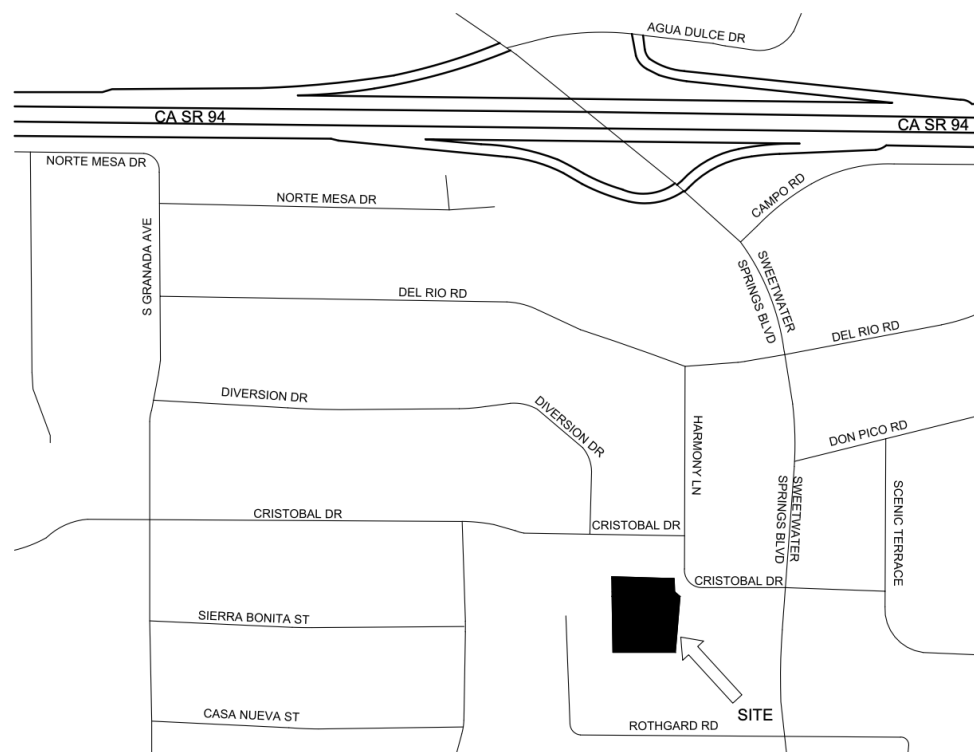 AGUA DULCE DR
CA SR 94
CA SR 94
NORTE MESA DR
NORTE MESA DR
CAMPO RD
S GRANADA AVE
SWEETWATER
SPRINGS BLVD
DEL RIO RD
DEL RIO RD
DIVERSION DR
DIVERSION DR
HARMONY LN
DON PICO RD
SWEETWATER
SPRINGS BLVD
SCENIC TERRACE
CRISTOBAL DR
CRISTOBAL DR
CRISTOBAL DR
SIERRA BONITA ST
CASA NUEVA ST
SITE
ROTHGARD RD